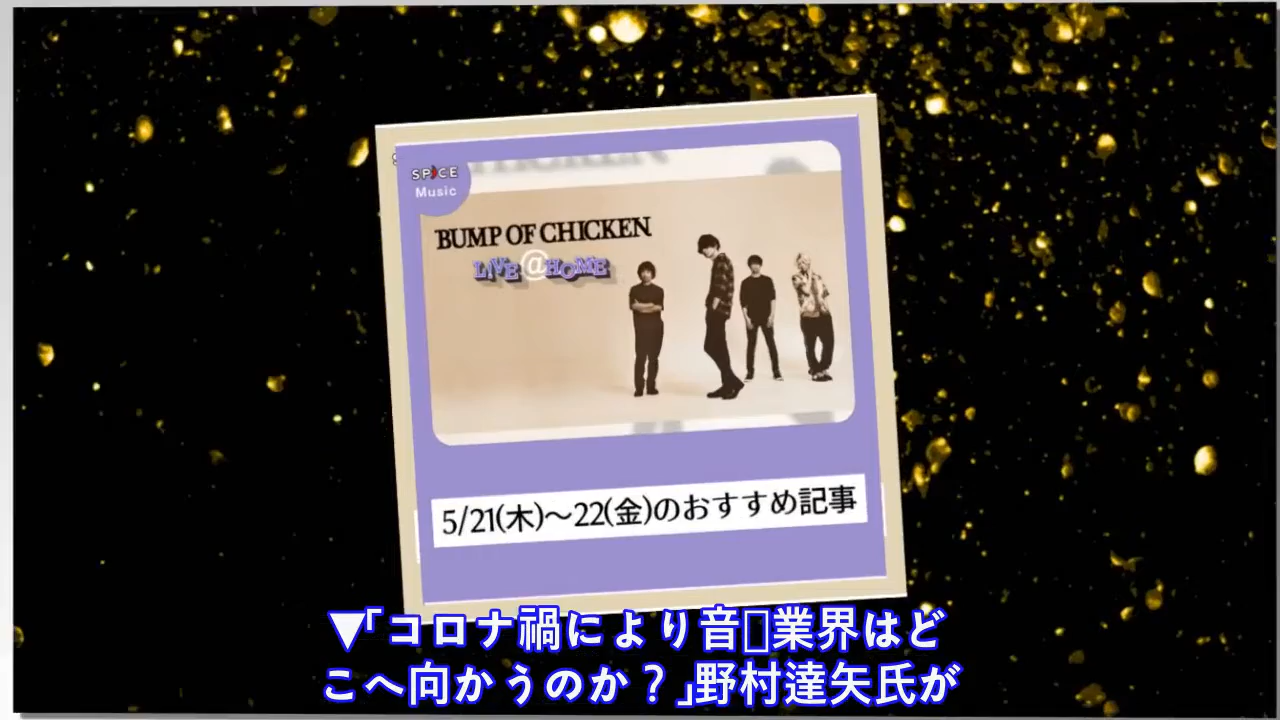 SPICE
Music
BUMP OF CHICKEN
LIVE@HOME
5/21(木)～22(金)のおすすめ記事
▼「コロナ禍により音▯業界はど
こへ向かうのか？」野村達矢氏が